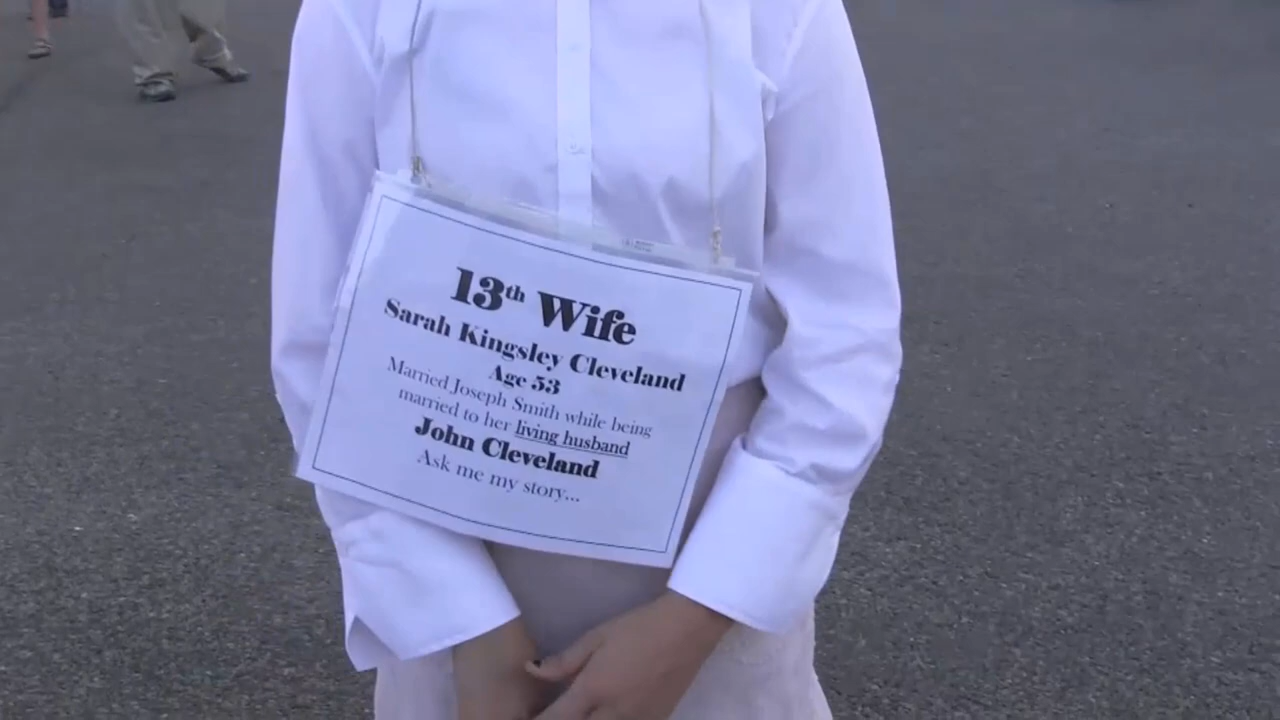 13th Wife
Sarah Kingsley Cleveland
Age 53
Married Joseph Smith while being
married to her living husband
John Cleveland
Ask me my story...